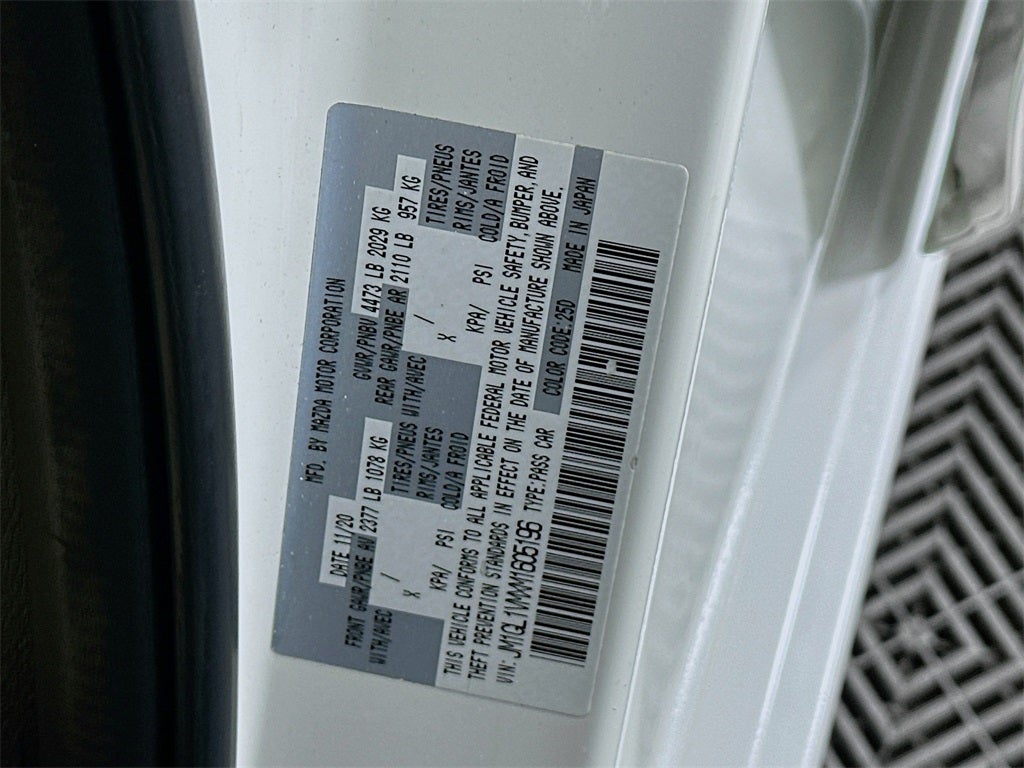 MFD. BY MAZDA MOTOR CORPORATION
DATE 11/20
GVWR/PNBV 4473 LB 2029 KG
FRONT GAWR/PNBE AV 2377 LB 1078 KG
REAR GAWR/PNBE AR 2110 LB 957 KG
WITH/AVEC
TIRES/PNEUS WITH/AVEC
TIRES/PNEUS
X /
RIMS/JANTES
X /
RIMS/JANTES
KPA/ PSI
COLD/A FROID
KPA/ PSI
COLD/A FROID
THIS VEHICLE CONFORMS TO ALL APPLICABLE FEDERAL MOTOR VEHICLE SAFETY, BUMPER, AND
THEFT PREVENTION STANDARDS IN EFFECT ON THE DATE OF MANUFACTURE SHOWN ABOVE.
VIN: JM1GL1VMXM1605196 TYPE: PASS CAR COLOR CODE: 25D MADE IN JAPAN